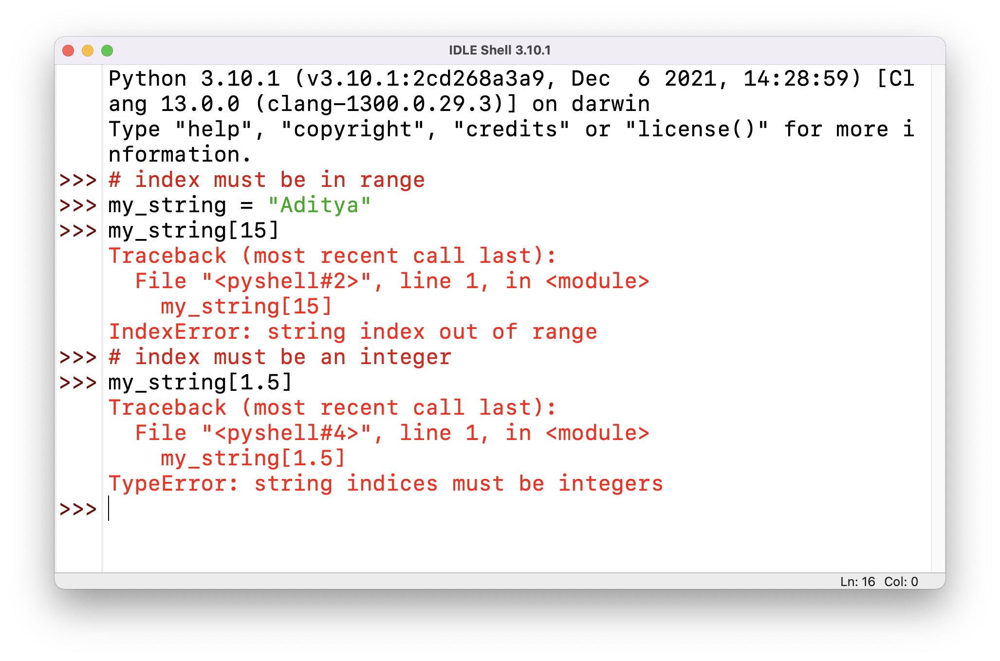 IDLE Shell 3.10.1
Python 3.10.1 (v3.10.1:2cd268a3a9, Dec  6 2021, 14:28:59) [Cl
ang 13.0.0 (clang-1300.0.29.3)] on darwin
Type "help", "copyright", "credits" or "license()" for more i
nformation.
>>> # index must be in range
>>> my_string = "Aditya"
>>> my_string[15]
Traceback (most recent call last):
  File "<pyshell#2>", line 1, in <module>
    my_string[15]
IndexError: string index out of range
>>> # index must be an integer
>>> my_string[1.5]
Traceback (most recent call last):
  File "<pyshell#4>", line 1, in <module>
    my_string[1.5]
TypeError: string indices must be integers
>>>
Ln: 16  Col: 0